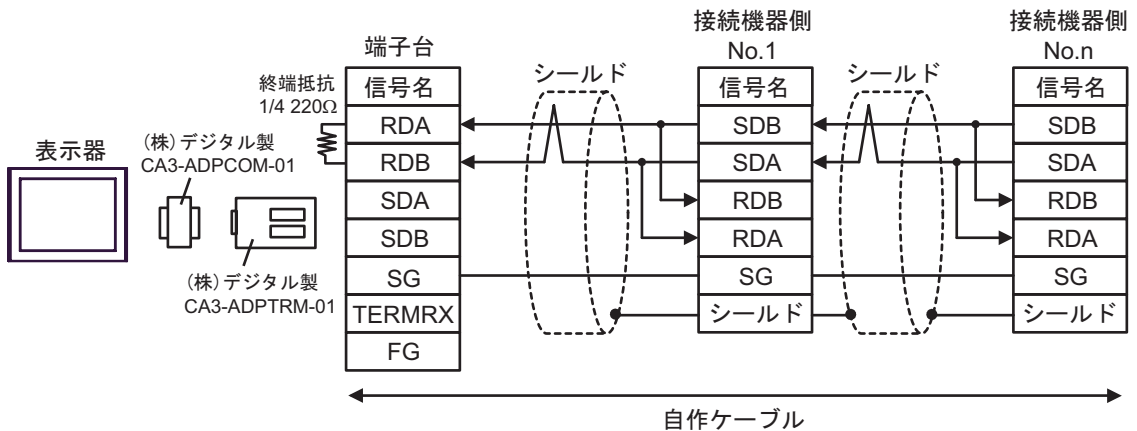 表示器
(株)デジタル製
CA3-ADPCOM-01
(株)デジタル製
CA3-ADPTRM-01
終端抵抗
1/4 220Ω
端子台
信号名
RDA
RDB
SDA
SDB
SG
TERMRX
FG
シールド
接続機器側
No.1
信号名
SDB
SDA
RDB
RDA
SG
シールド
シールド
接続機器側
No.n
信号名
SDB
SDA
RDB
RDA
SG
シールド
自作ケーブル